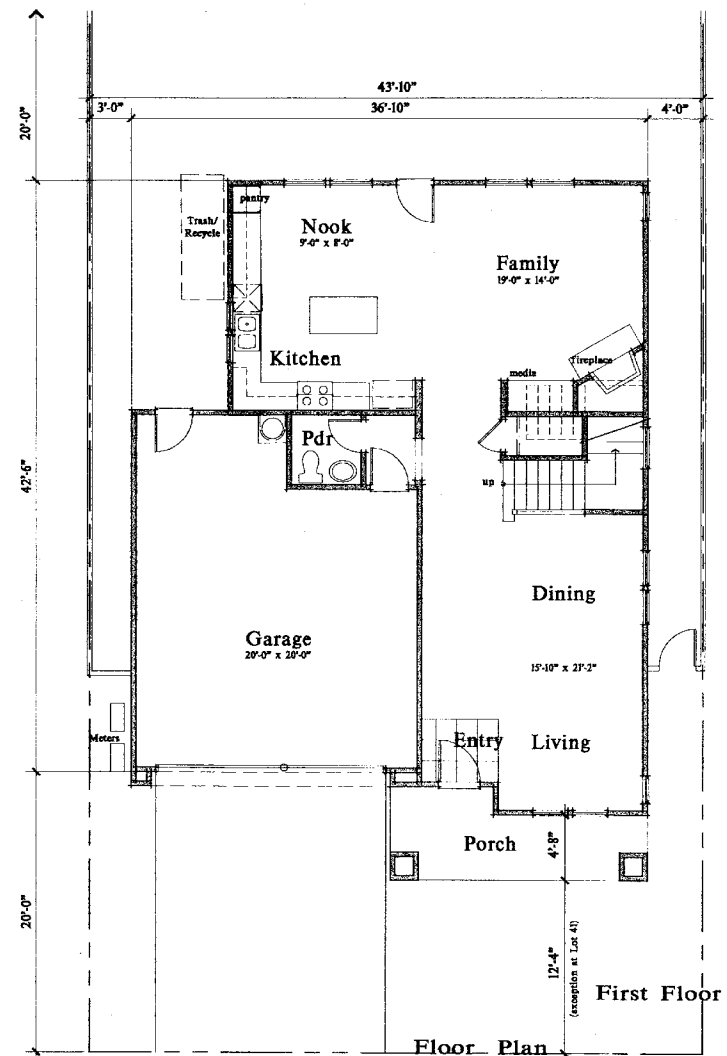 43'-10"
3'-0"
36'-10"
4'-0"
20'-0"
pantry
Trash/
Recycle
Nook
9'-0" x 8'-0"
Family
19'-0" x 14'-0"
Kitchen
media
fireplace
Pdr
42'-6"
up
Dining
Garage
20'-0" x 20'-0"
15'-10" x 21'-2"
Meters
Entry
Living
Porch
4'-8"
20'-0"
12'-4"
(exception at Lot 41)
First Floor
Floor Plan